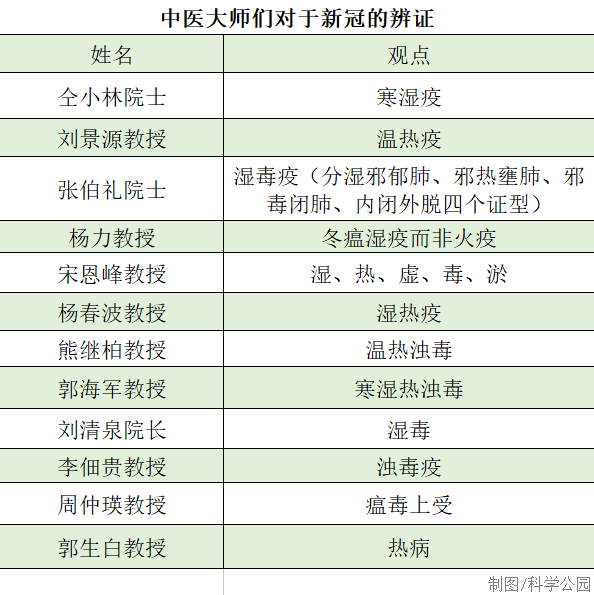 中医大师们对于新冠的辨证
姓名 观点
仝小林院士 寒湿疫
刘景源教授 温热疫
张伯礼院士 湿毒疫（分湿邪郁肺、邪热壅肺、邪
毒闭肺、内闭外脱四个证型）
杨力教授 冬瘟湿疫而非火疫
宋恩峰教授 湿、热、虚、毒、淤
杨春波教授 湿热疫
熊继柏教授 温热浊毒
郭海军教授 寒湿热浊毒
刘清泉院长 湿毒
李佃贵教授 浊毒疫
周仲瑛教授 瘟毒上受
郭生白教授 热病
制图/科学公园